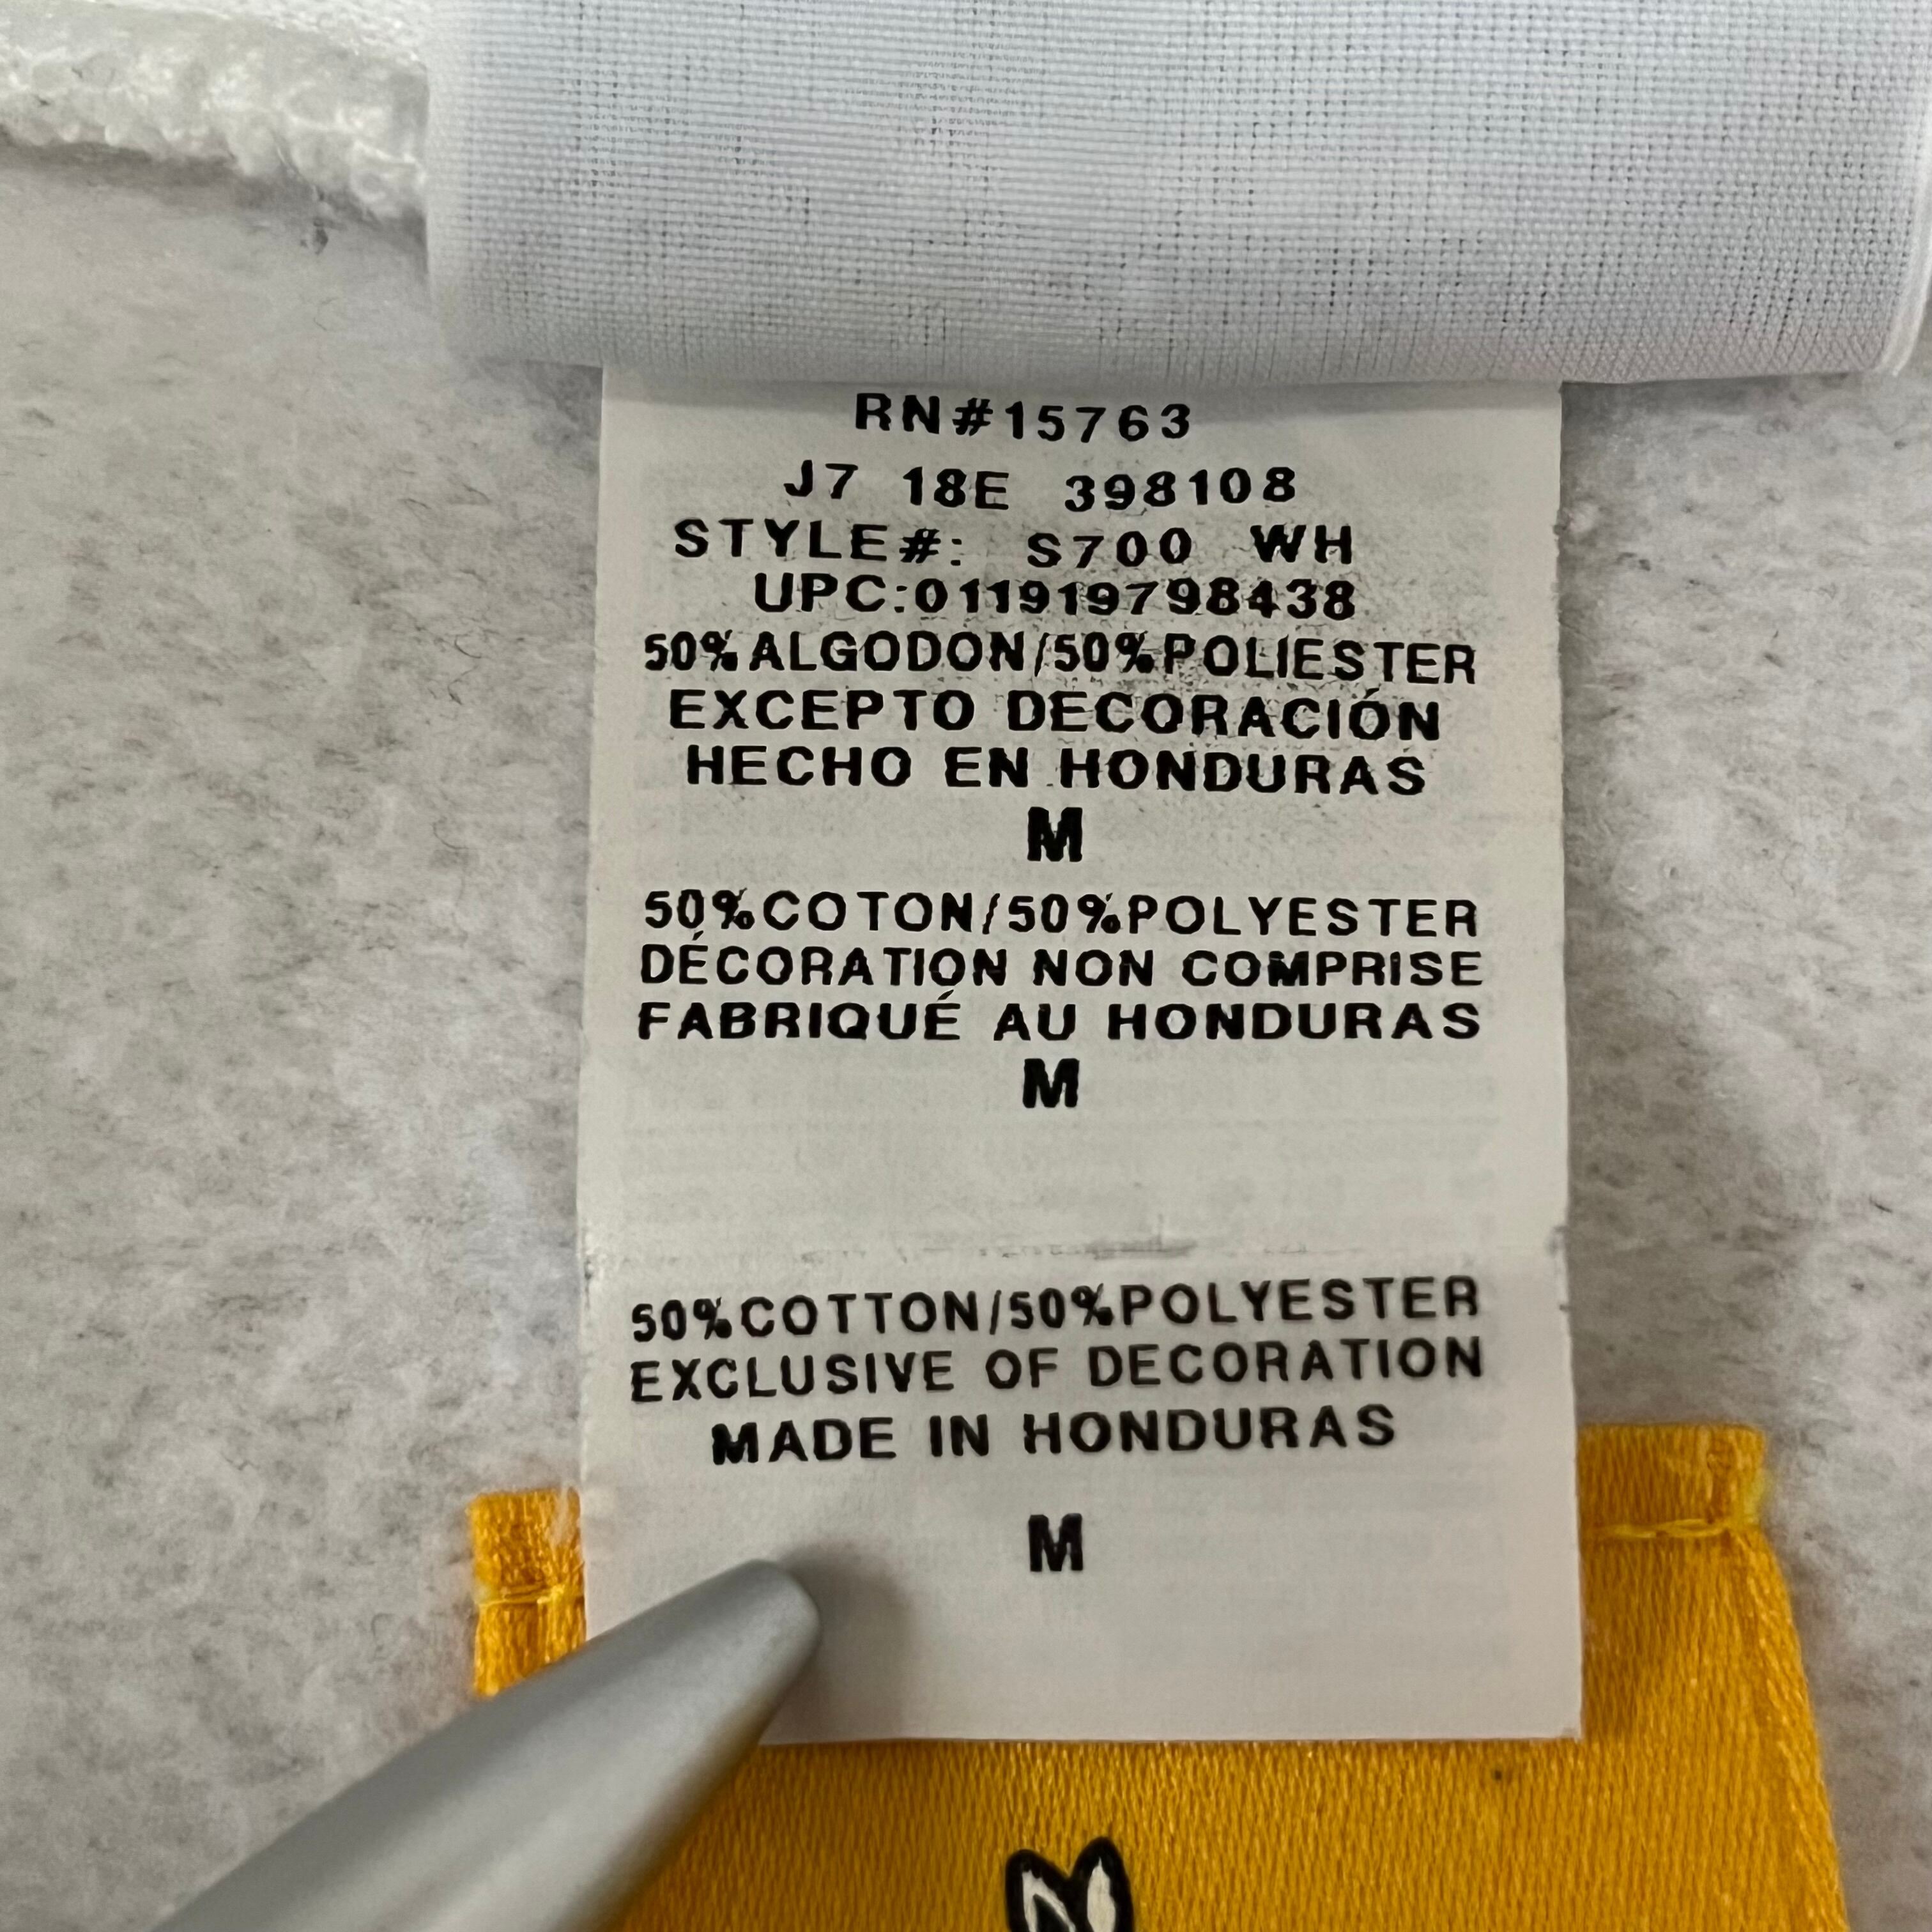 RN#15763
J7 18E 398108
STYLE#: S700 WH
UPC:011919798438
50%ALGODON/50%POLIESTER
EXCEPTO DECORACIÓN
HECHO EN HONDURAS
M
50%COTON/50%POLYESTER
DÉCORATION NON COMPRISE
FABRIQUÉ AU HONDURAS
M
50%COTTON/50%POLYESTER
EXCLUSIVE OF DECORATION
MADE IN HONDURAS
M